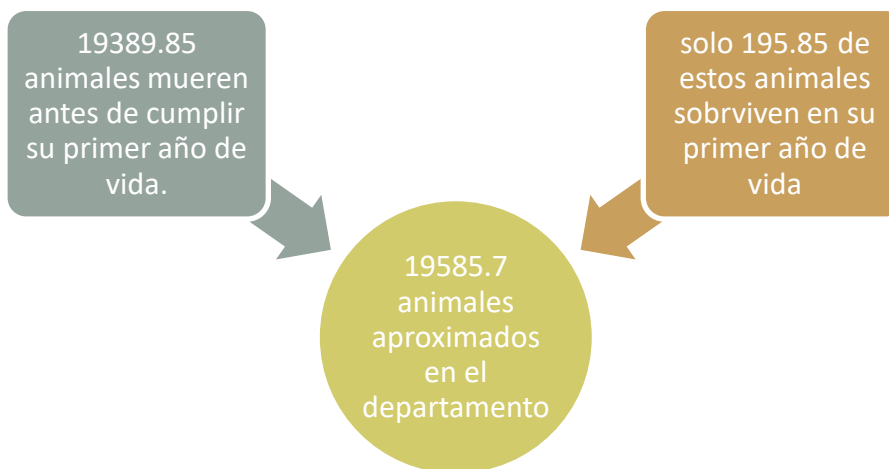 19389.85
animales mueren
antes de cumplir
su primer año de
vida.
solo 195.85 de
estos animales
sobrviven en su
primer año de
vida
19585.7
animales
aproximados
en el
departamento